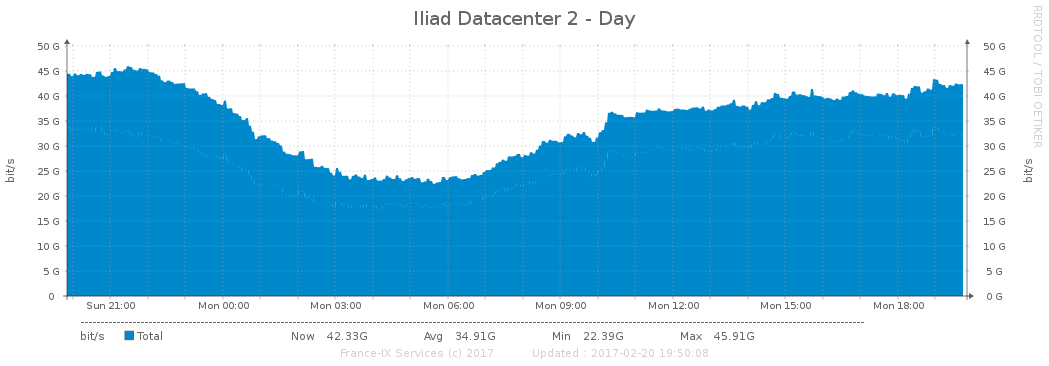 Iliad Datacenter 2 - Day
RRDTOOL / TOBI OETIKER
50 G 50 G
45 G 45 G
40 G 40 G
35 G 35 G
30 G 30 G
25 G 25 G
20 G 20 G
15 G 15 G
10 G 10 G
5 G 5 G
0 0 G
bit/s bit/s
Sun 21:00 Mon 00:00 Mon 03:00 Mon 06:00 Mon 09:00 Mon 12:00 Mon 15:00 Mon 18:00
bit/s Total Now 42.33G Avg 34.91G Min 22.39G Max 45.91G
France-IX Services (c) 2017 Updated : 2017-02-20 19:50:08